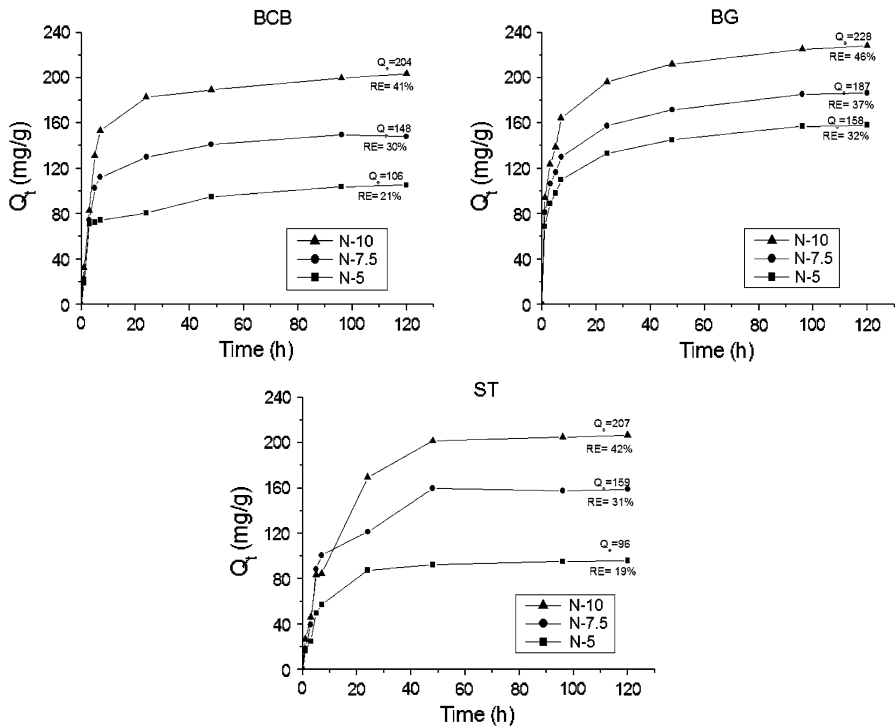 BCB
240
200
160
120
80
40
0
Qt (mg/g)
0 20 40 60 80 100 120
Time (h)
Qe=204
RE= 41%
Qe=148
RE= 30%
Qe=106
RE= 21%
N-10
N-7.5
N-5
BG
240
200
160
120
80
40
0
Qt (mg/g)
0 20 40 60 80 100 120
Time (h)
Qe=228
RE= 46%
Qe=187
RE= 37%
Qe=158
RE= 32%
N-10
N-7.5
N-5
ST
240
200
160
120
80
40
0
Qt (mg/g)
0 20 40 60 80 100 120
Time (h)
Qe=207
RE= 42%
Qe=159
RE= 31%
Qe=96
RE= 19%
N-10
N-7.5
N-5